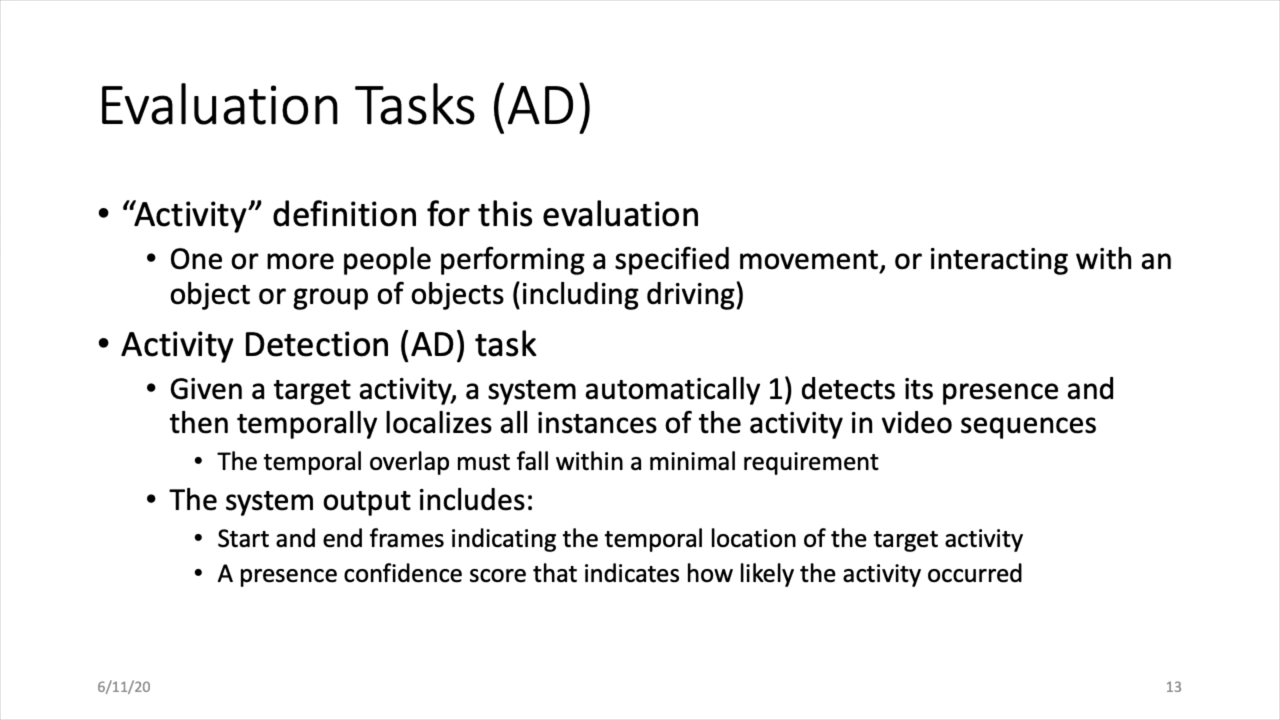 Evaluation Tasks (AD)
• “Activity” definition for this evaluation
• One or more people performing a specified movement, or interacting with an
object or group of objects (including driving)
• Activity Detection (AD) task
• Given a target activity, a system automatically 1) detects its presence and
then temporally localizes all instances of the activity in video sequences
• The temporal overlap must fall within a minimal requirement
• The system output includes:
• Start and end frames indicating the temporal location of the target activity
• A presence confidence score that indicates how likely the activity occurred
6/11/20
13